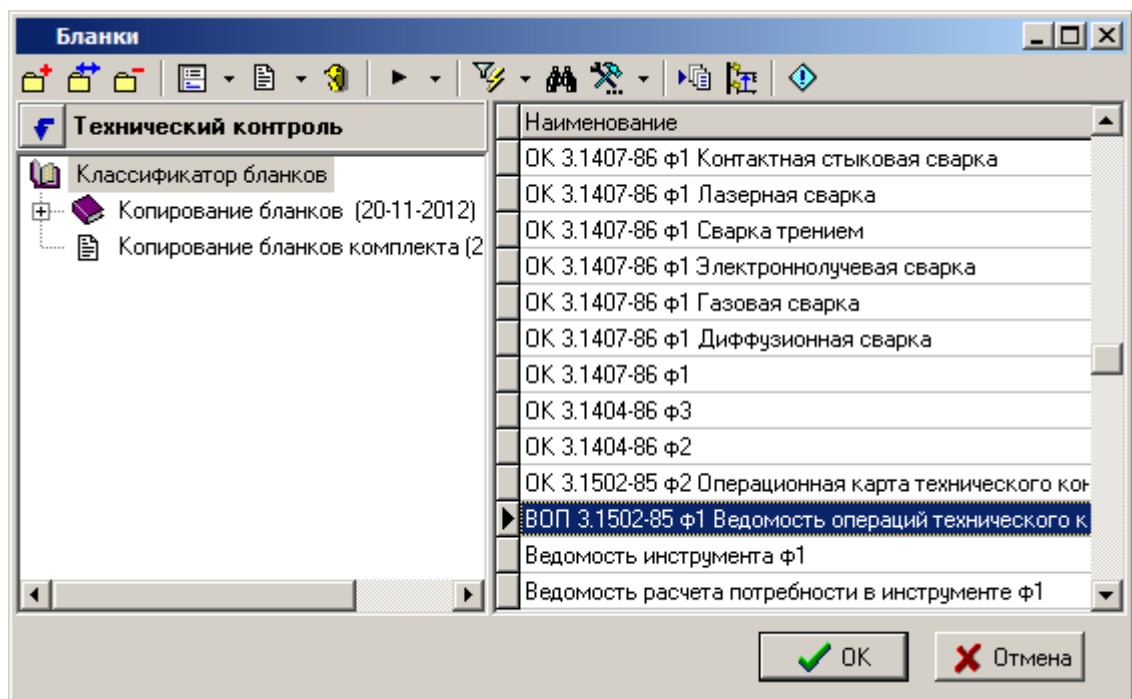 Бланки
Технический контроль
Классификатор бланков
Копирование бланков (20-11-2012)
Копирование бланков комплекта (2
Наименование
ОК 3.1407-86 ф1 Контактная стыковая сварка
ОК 3.1407-86 ф1 Лазерная сварка
ОК 3.1407-86 ф1 Сварка трением
ОК 3.1407-86 ф1 Электроннолучевая сварка
ОК 3.1407-86 ф1 Газовая сварка
ОК 3.1407-86 ф1 Диффузионная сварка
ОК 3.1407-86 ф1
ОК 3.1404-86 ф3
ОК 3.1404-86 ф2
ОК 3.1502-85 ф2 Операционная карта технического кон
ВОП 3.1502-85 ф1 Ведомость операций технического к
Ведомость инструмента ф1
Ведомость расчета потребности в инструменте ф1
OK
Отмена